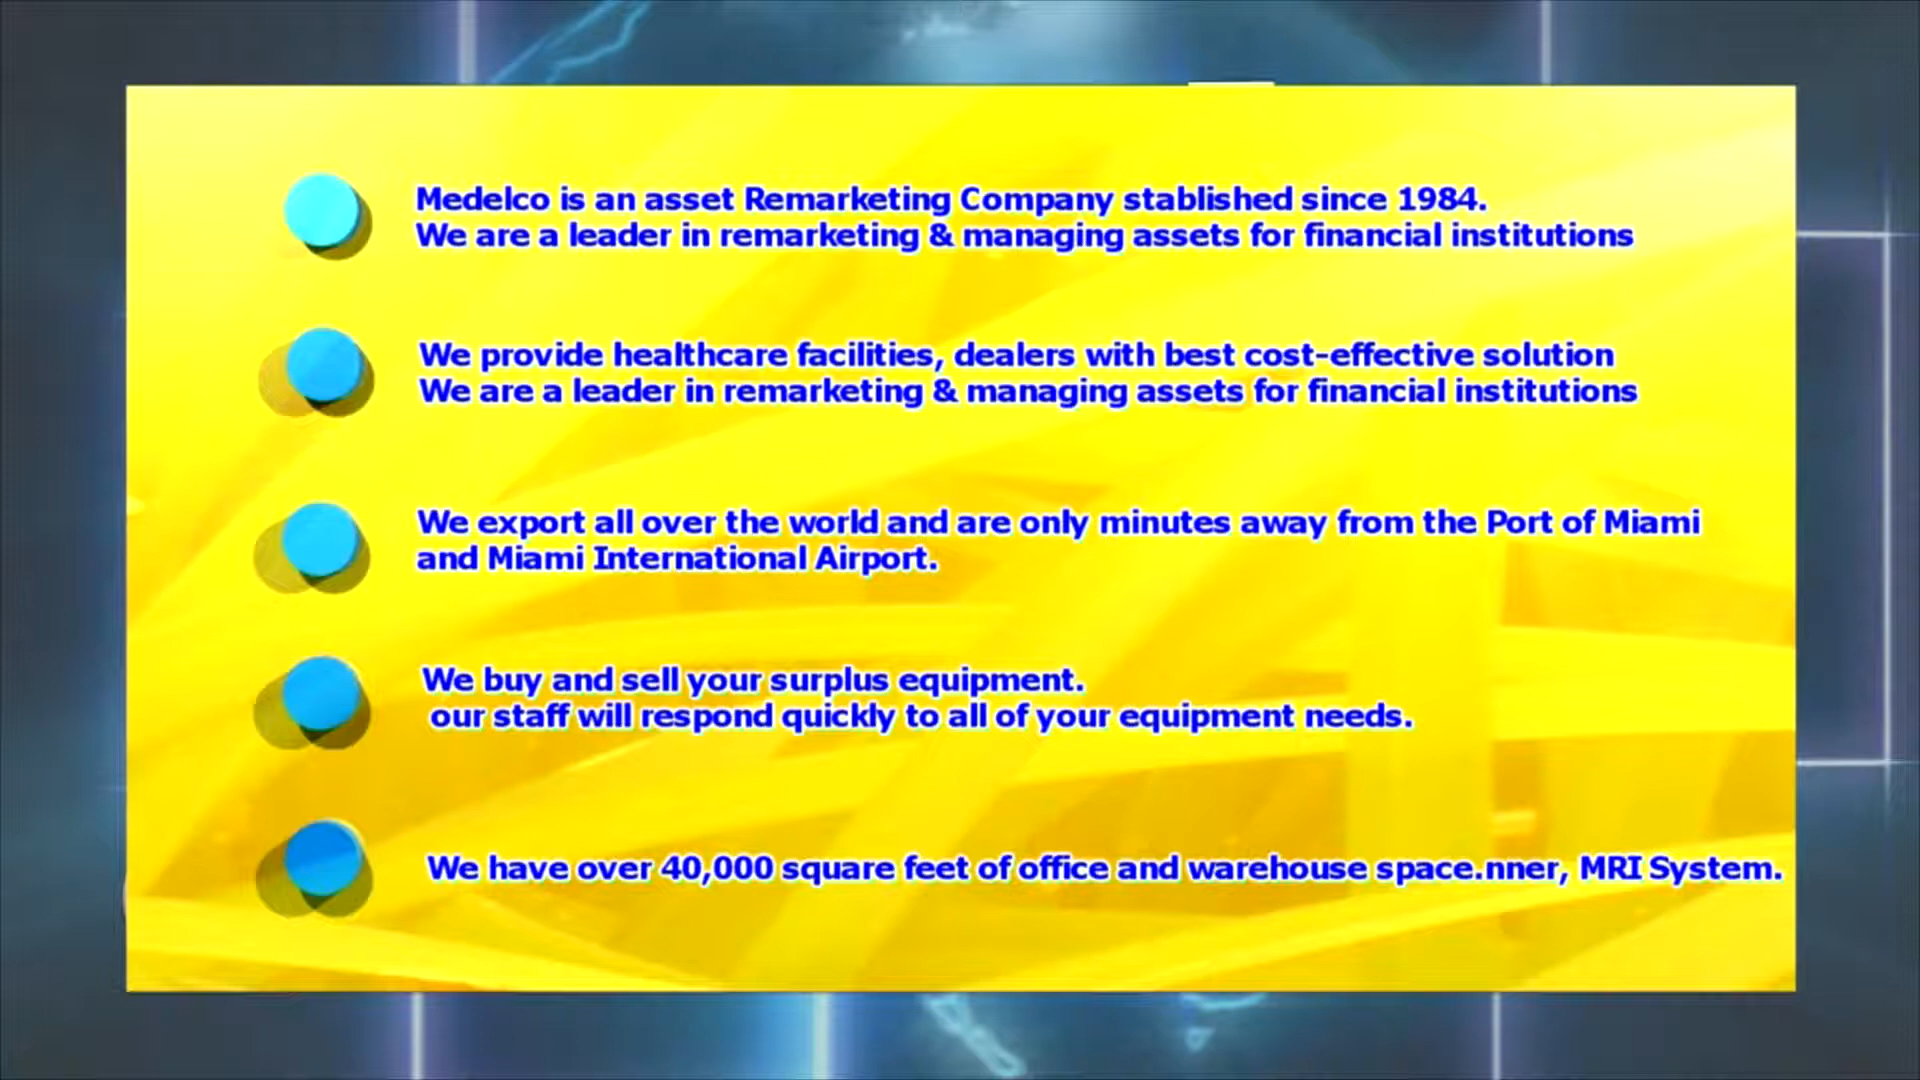 Medelco is an asset Remarketing Company stablished since 1984.
We are a leader in remarketing & managing assets for financial institutions
We provide healthcare facilities, dealers with best cost-effective solution
We are a leader in remarketing & managing assets for financial institutions
We export all over the world and are only minutes away from the Port of Miami
and Miami International Airport.
We buy and sell your surplus equipment.
our staff will respond quickly to all of your equipment needs.
We have over 40,000 square feet of office and warehouse space.nner, MRI System.